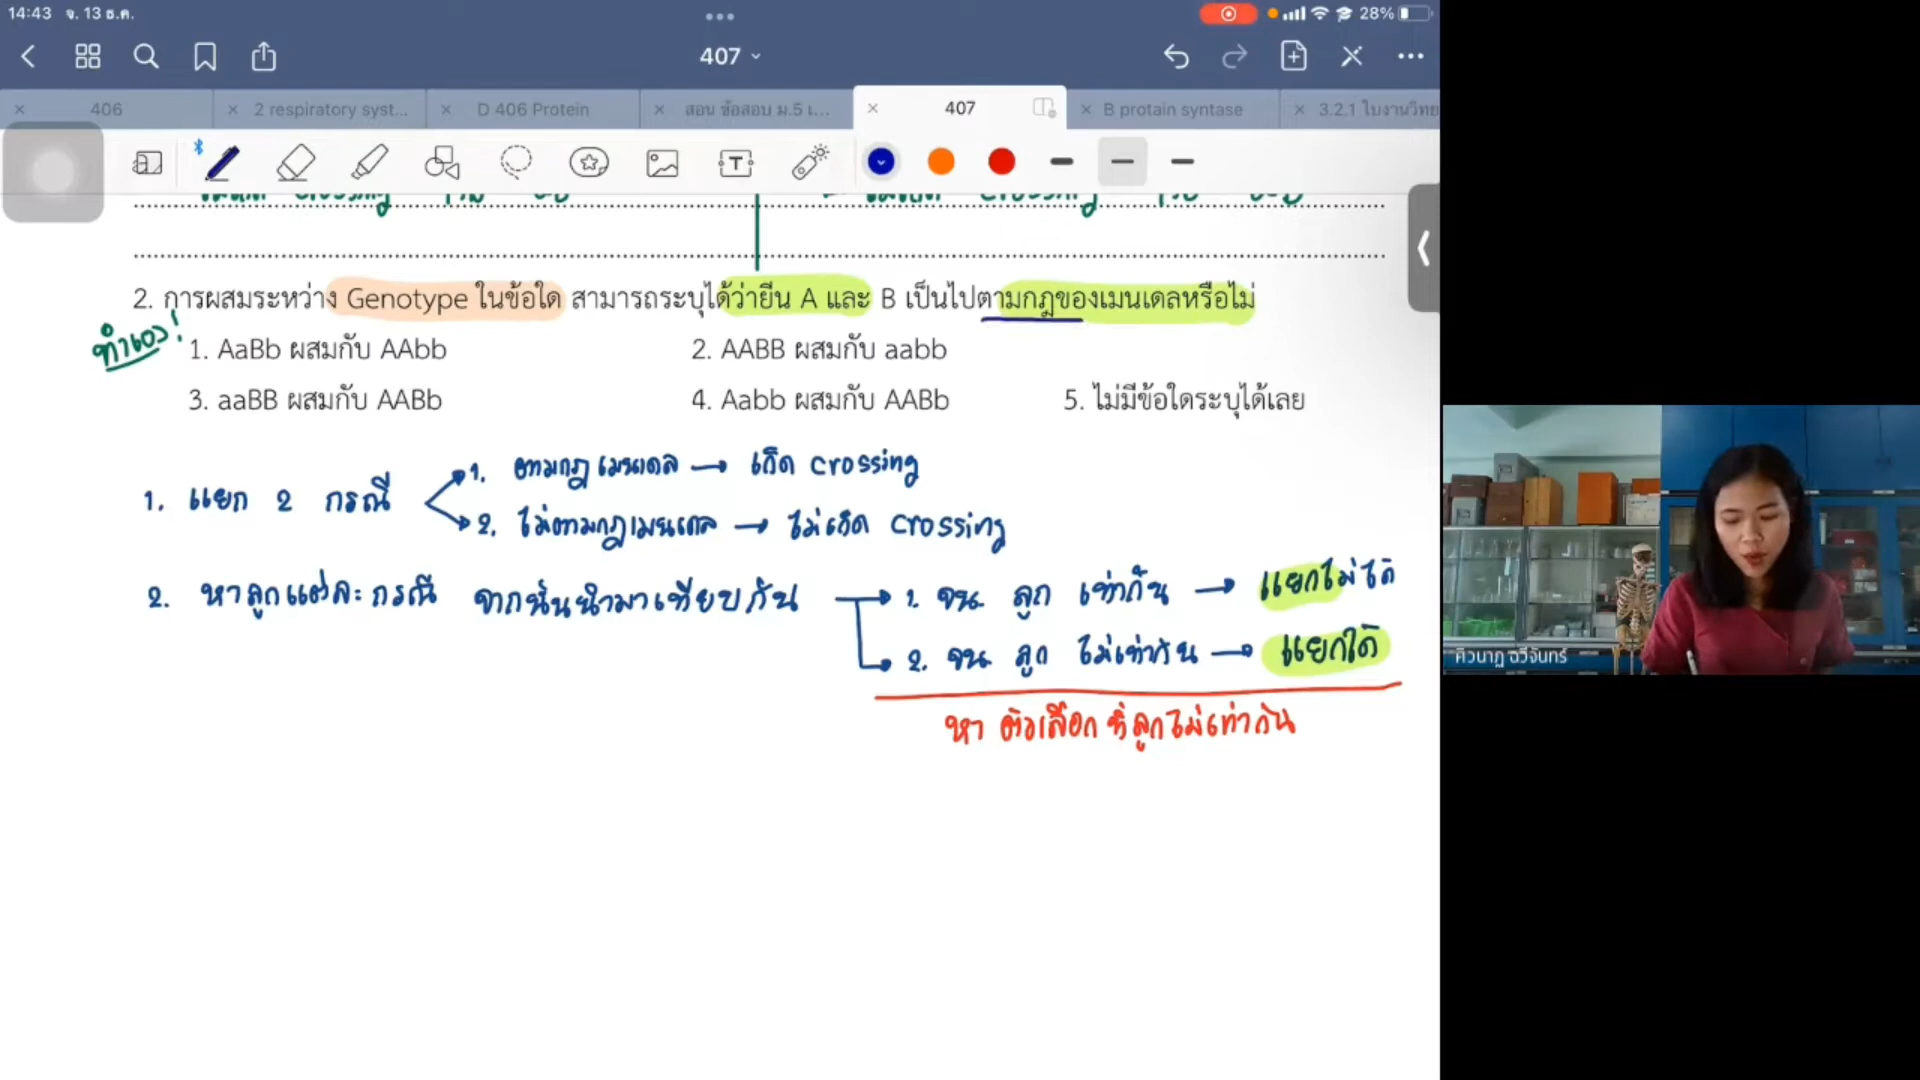 14:43 จ. 13 ธ.ค.
28%
407
406
2 respiratory syst...
D 406 Protein
สอน ข้อสอบ ม.5 เ...
407
B protain syntase
3.2.1 ใบงานวิทย
crossing
crossing
2. การผสมระหว่าง Genotype ในข้อใด สามารถระบุได้ว่ายีน A และ B เป็นไปตามกฎของเมนเดลหรือไม่
ทำเอง!
1. AaBb ผสมกับ AAbb
2. AABB ผสมกับ aabb
3. aaBB ผสมกับ AABb
4. Aabb ผสมกับ AABb
5. ไม่มีข้อใดระบุได้เลย
1. แยก 2 กรณี
1. ตามกฎเมนเดล → เกิด crossing
2. ไม่ตามกฎเมนเดล → ไม่เกิด crossing
2. หาลูกแต่ละกรณี จากนั้นนำมาเทียบกัน
1. จน. ลูก เท่ากัน → แยกไม่ได้
2. จน. ลูก ไม่เท่ากัน → แยกได้
หา ตัวเลือก ที่ลูกไม่เท่ากัน
ศิวนาฏ ฉวีจันทร์